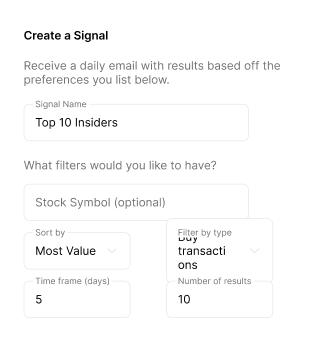 Create a Signal
Receive a daily email with results based off the
preferences you list below.
Signal Name
Top 10 Insiders
What filters would you like to have?
Stock Symbol (optional)
Sort by
Most Value
Filter by type
Buy
transacti
ons
Time frame (days)
5
Number of results
10